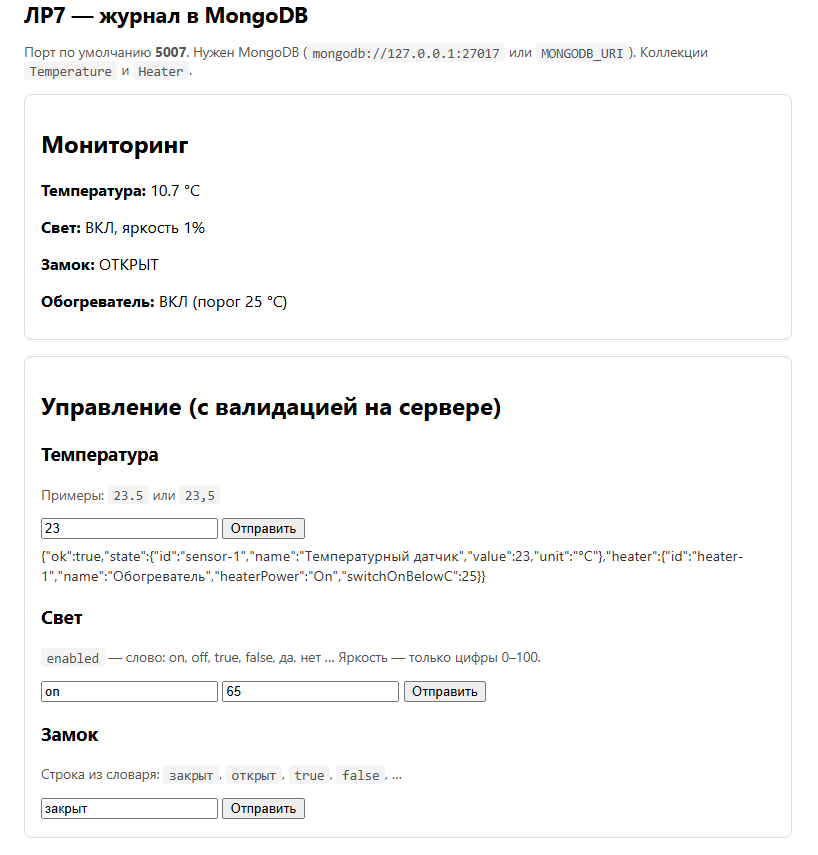 ЛР7 — журнал в MongoDB
Порт по умолчанию 5007. Нужен MongoDB ( mongodb://127.0.0.1:27017 или MONGODB_URI ). Коллекции
Temperature и Heater .
Мониторинг
Температура: 10.7 °C
Свет: ВКЛ, яркость 1%
Замок: ОТКРЫТ
Обогреватель: ВКЛ (порог 25 °C)
Управление (с валидацией на сервере)
Температура
Примеры: 23.5 или 23,5
23 Отправить
{"ok":true,"state":{"id":"sensor-1","name":"Температурный датчик","value":23,"unit":"°C"},"heater":{"id":"heater-
1","name":"Обогреватель","heaterPower":"On","switchOnBelowC":25}}
Свет
enabled — слово: on, off, true, false, да, нет ... Яркость — только цифры 0–100.
on 65 Отправить
Замок
Строка из словаря: закрыт , открыт , true , false , ...
закрыт Отправить